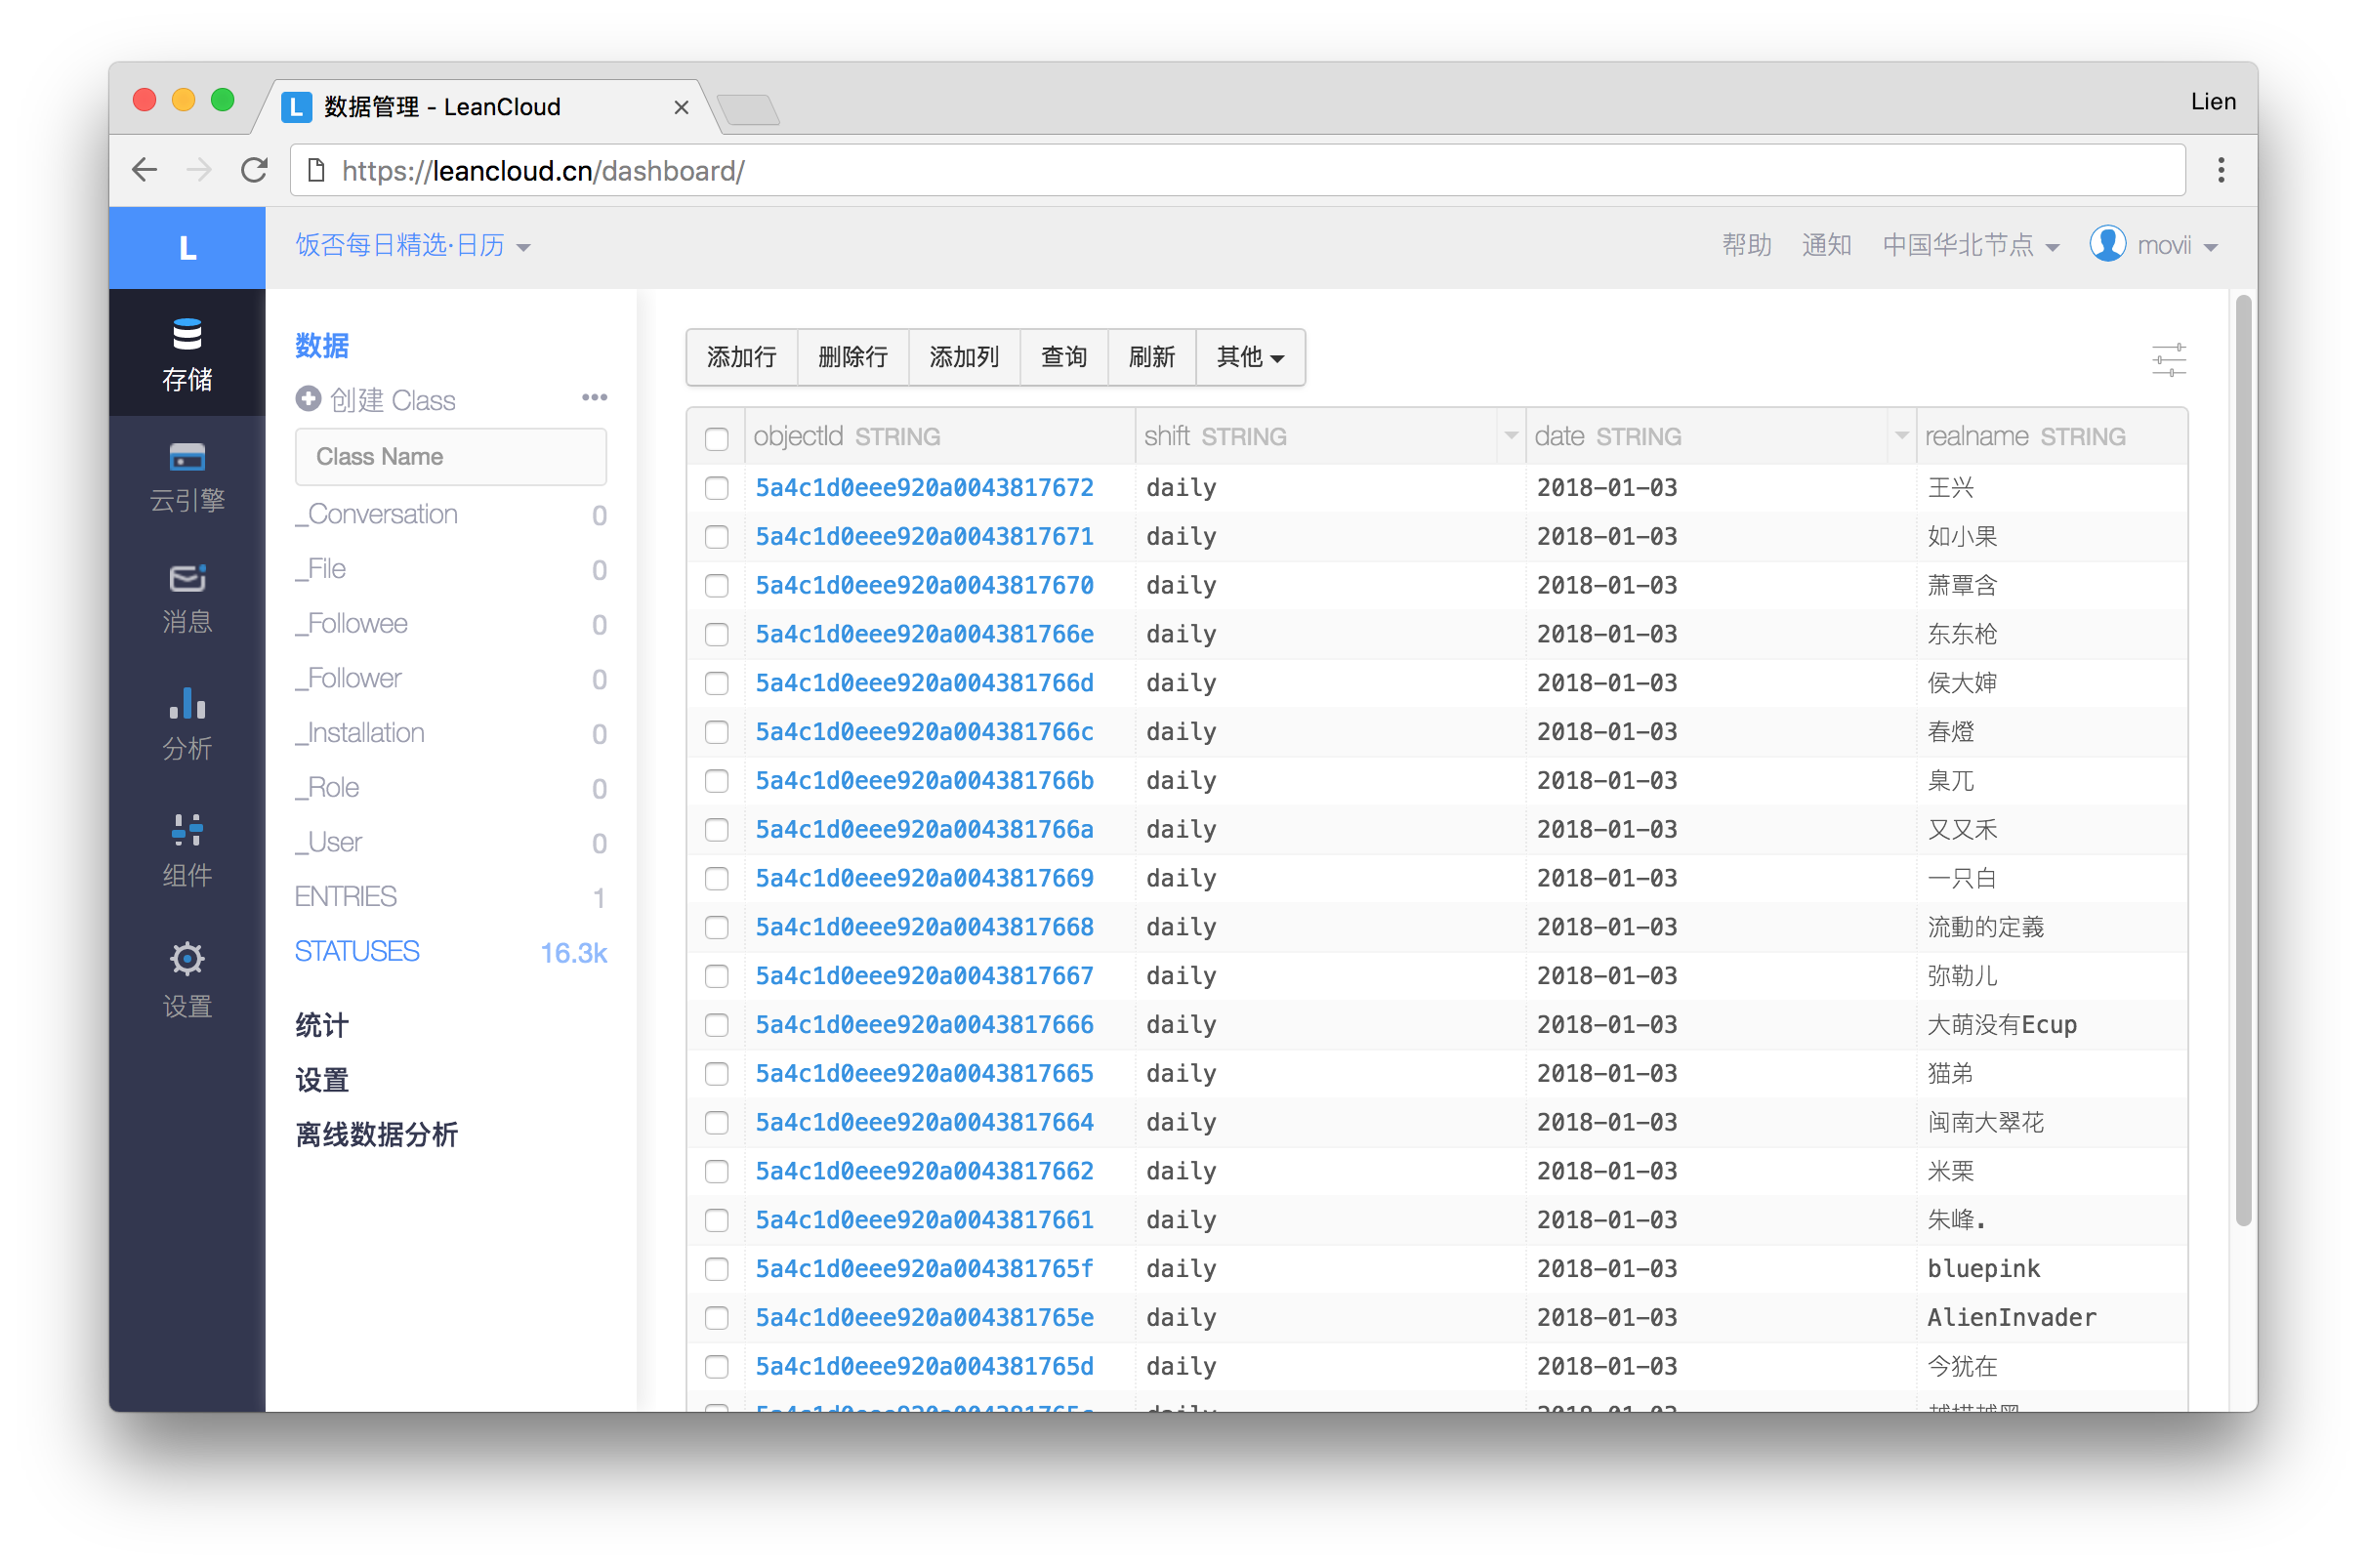 数据管理 - LeanCloud
Lien
https://leancloud.cn/dashboard/
L
饭否每日精选·日历
帮助 通知 中国华北节点 movii
存储
云引擎
消息
分析
组件
设置
数据
创建 Class
Class Name
_Conversation 0
_File 0
_Followee 0
_Follower 0
_Installation 0
_Role 0
_User 0
ENTRIES 1
STATUSES 16.3k
统计
设置
离线数据分析
添加行 删除行 添加列 查询 刷新 其他
objectId STRING shift STRING date STRING realname STRING
5a4c1d0eee920a0043817672 daily 2018-01-03 王兴
5a4c1d0eee920a0043817671 daily 2018-01-03 如小果
5a4c1d0eee920a0043817670 daily 2018-01-03 萧覃含
5a4c1d0eee920a004381766e daily 2018-01-03 东东枪
5a4c1d0eee920a004381766d daily 2018-01-03 侯大婶
5a4c1d0eee920a004381766c daily 2018-01-03 春燈
5a4c1d0eee920a004381766b daily 2018-01-03 臬兀
5a4c1d0eee920a004381766a daily 2018-01-03 又又禾
5a4c1d0eee920a0043817669 daily 2018-01-03 一只白
5a4c1d0eee920a0043817668 daily 2018-01-03 流動的定義
5a4c1d0eee920a0043817667 daily 2018-01-03 弥勒儿
5a4c1d0eee920a0043817666 daily 2018-01-03 大萌没有Ecup
5a4c1d0eee920a0043817665 daily 2018-01-03 猫弟
5a4c1d0eee920a0043817664 daily 2018-01-03 闽南大翠花
5a4c1d0eee920a0043817662 daily 2018-01-03 米栗
5a4c1d0eee920a0043817661 daily 2018-01-03 朱峰.
5a4c1d0eee920a004381765f daily 2018-01-03 bluepink
5a4c1d0eee920a004381765e daily 2018-01-03 AlienInvader
5a4c1d0eee920a004381765d daily 2018-01-03 今犹在